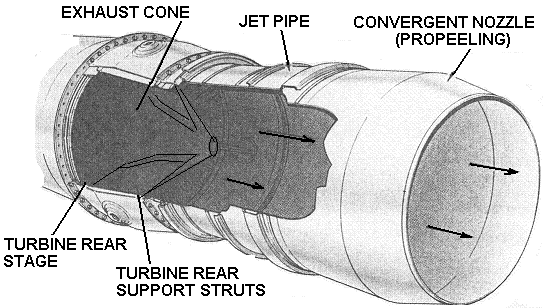 EXHAUST CONE
JET PIPE
CONVERGENT NOZZLE
(PROPEELING)
TURBINE REAR
STAGE
TURBINE REAR
SUPPORT STRUTS